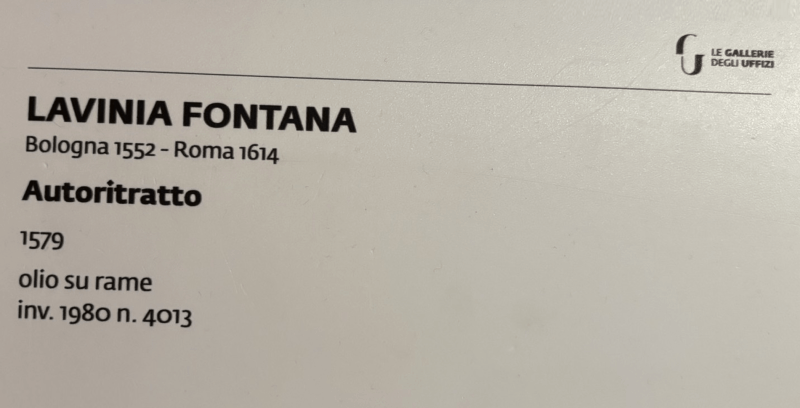 LE GALLERIE
DEGLI UFFIZI
LAVINIA FONTANA
Bologna 1552 - Roma 1614
Autoritratto
1579
olio su rame
inv. 1980 n. 4013